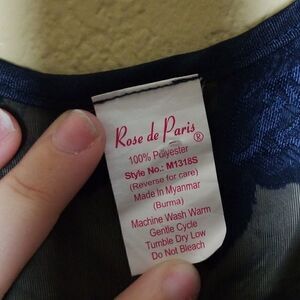 Rose de Paris®
100% Polyester
Style No.: M1318S
(Reverse for care)
Made in Myanmar
(Burma)
Machine Wash Warm
Gentle Cycle
Tumble Dry Low
Do Not Bleach